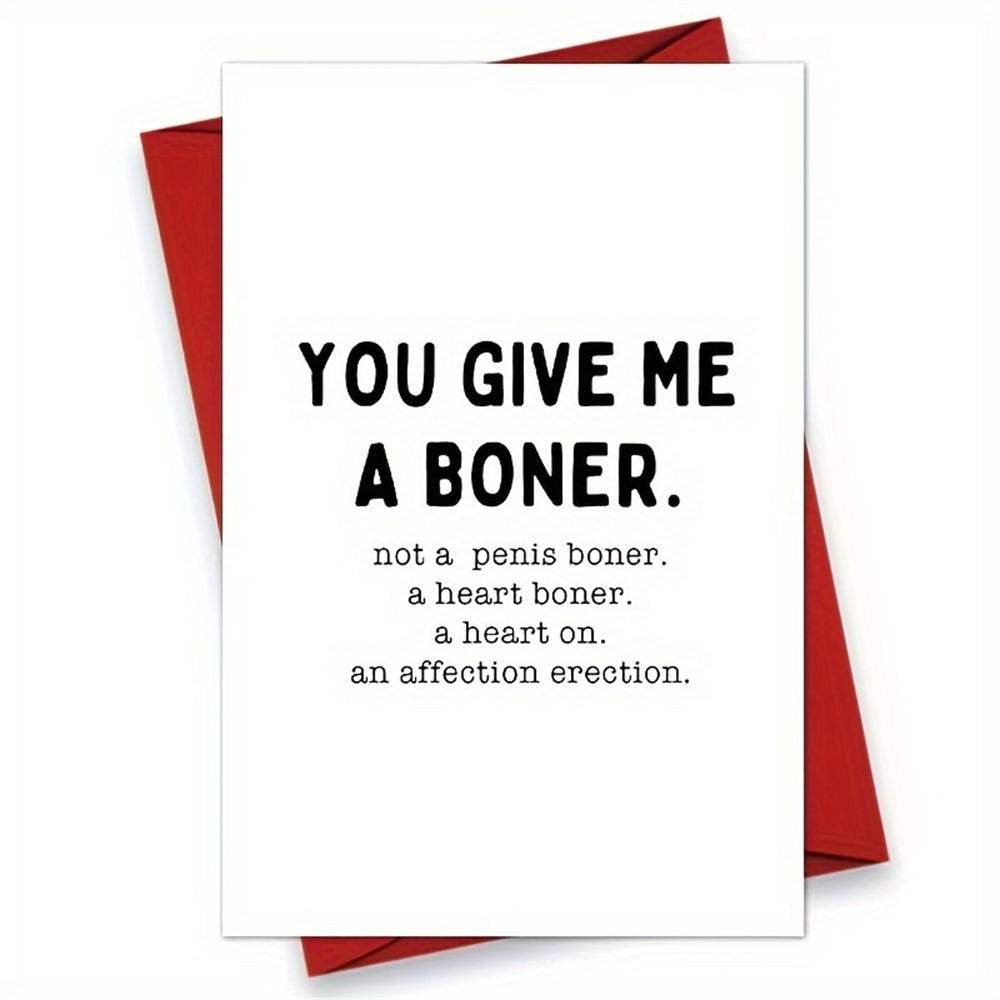 YOU GIVE ME
A BONER.
not a penis boner.
a heart boner.
a heart on.
an affection erection.